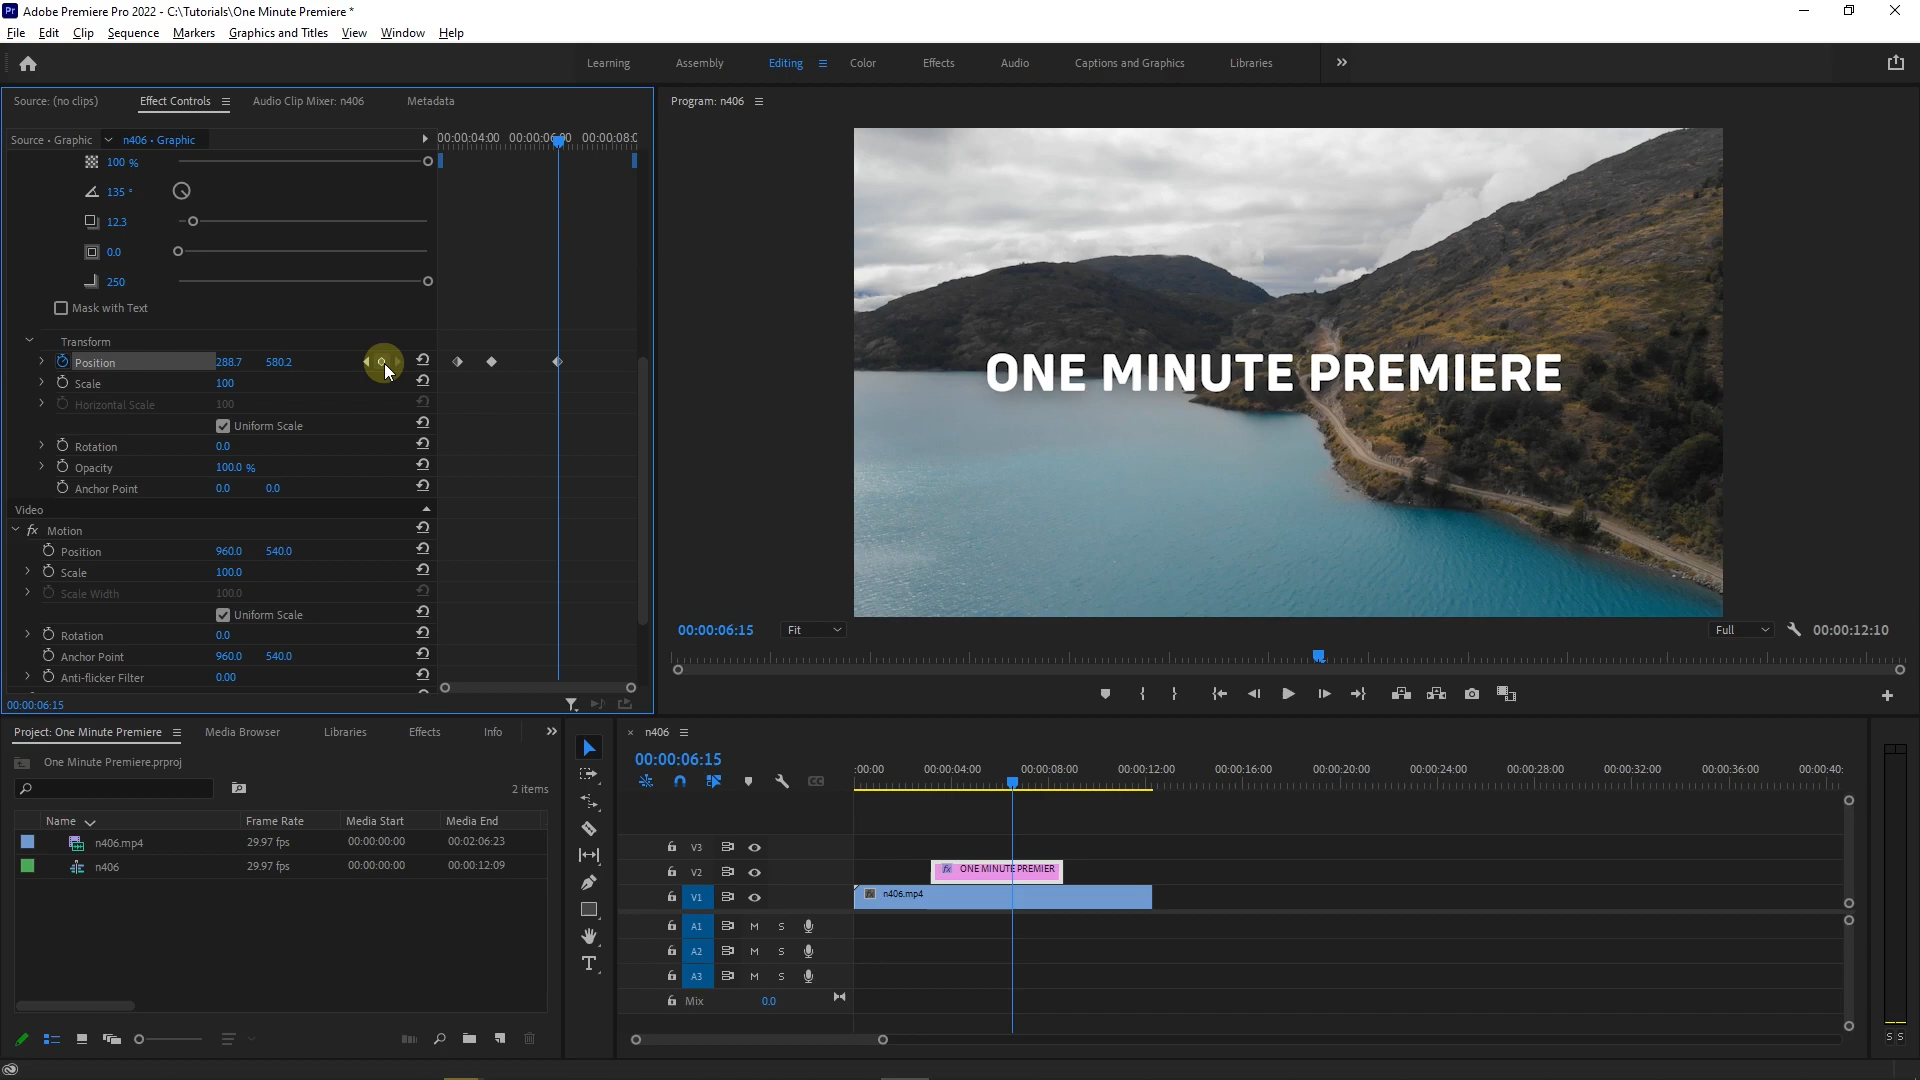 Pr Adobe Premiere Pro 2022 - C:\Tutorials\One Minute Premiere *
File Edit Clip Sequence Markers Graphics and Titles View Window Help
Learning Assembly Editing Color Effects Audio Captions and Graphics Libraries
Source: (no clips) Effect Controls Audio Clip Mixer: n406 Metadata
Source • Graphic n406 • Graphic
100 %
135 °
12.3
0.0
250
Mask with Text
Transform
Position 288.7 580.2
Scale 100
Horizontal Scale 100
Uniform Scale
Rotation 0.0
Opacity 100.0 %
Anchor Point 0.0 0.0
Video
fx Motion
Position 960.0 540.0
Scale 100.0
Scale Width 100.0
Uniform Scale
Rotation 0.0
Anchor Point 960.0 540.0
Anti-flicker Filter 0.00
00:00:06:15
00:00:04:00
Program: n406
ONE MINUTE PREMIERE
00:00:06:15 Fit Full 00:00:12:10
Project: One Minute Premiere Media Browser Libraries Effects Info
One Minute Premiere.prproj
2 items
Name Frame Rate Media Start Media End
n406.mp4 29.97 fps 00:00:00:00 00:02:06:23
n406 29.97 fps 00:00:00:00 00:00:12:09
n406
00:00:06:15
:00:00 00:00:04:00 00:00:08:00 00:00:12:00 00:00:16:00 00:00:20:00 00:00:24:00 00:00:28:00 00:00:32:00 00:00:36:00 00:00:40:
V3
V2 fx ONE MINUTE PREMIER
V1 fx n406.mp4
A1 M S
A2 M S
A3 M S
Mix 0.0
S S